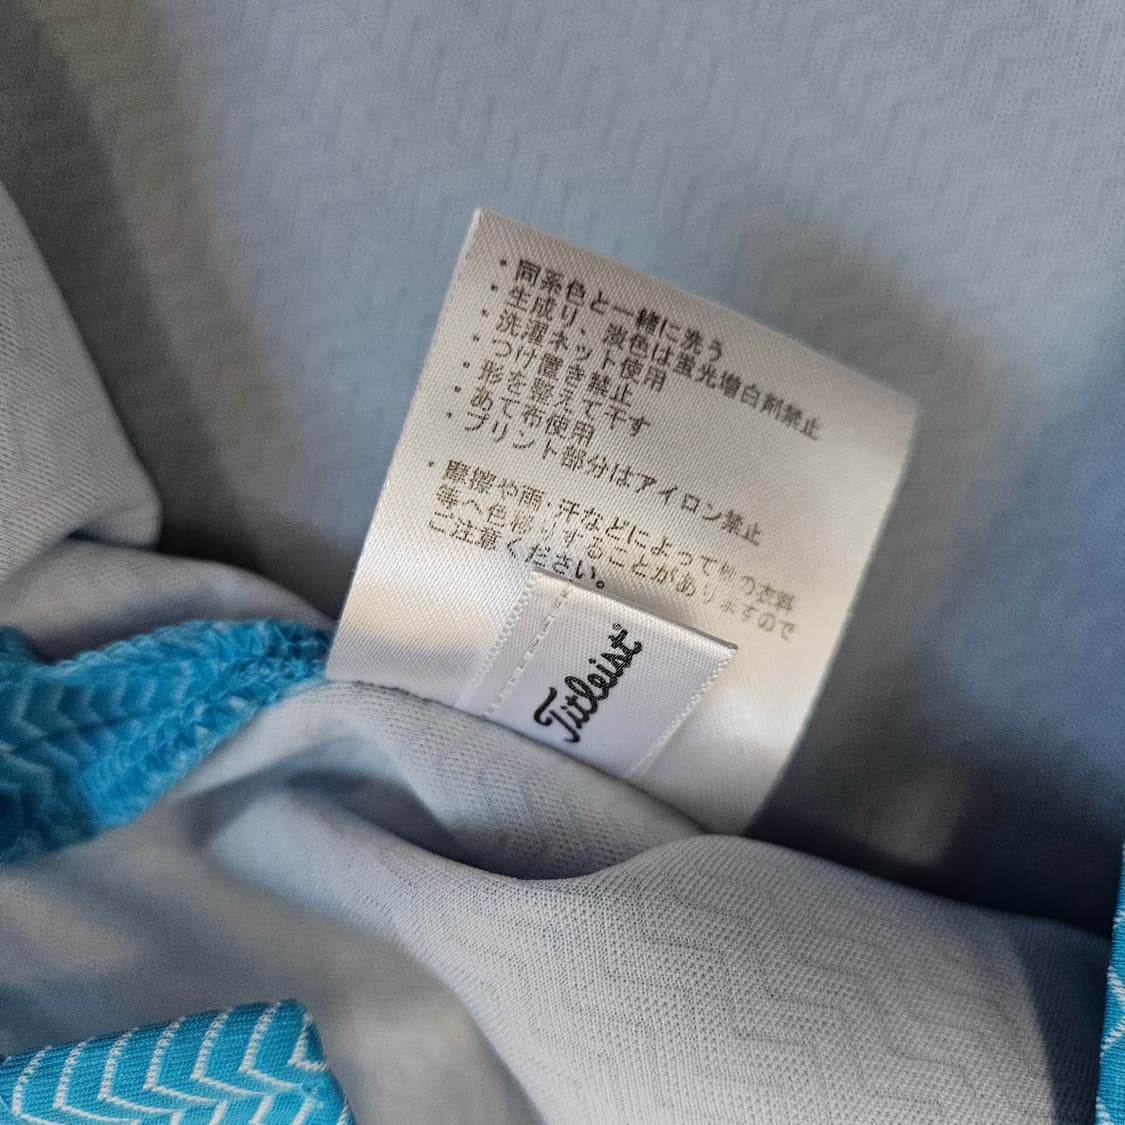 ・同系色と一緒に洗う
・生成り、淡色は蛍光増白剤禁止
・洗濯ネット使用
・つけ置き禁止
・形を整えて干す
・あて布使用
・プリント部分はアイロン禁止
・摩擦や雨・汗などによって他の衣料
等へ色移りすることがありますので
ご注意ください。
Titleist®